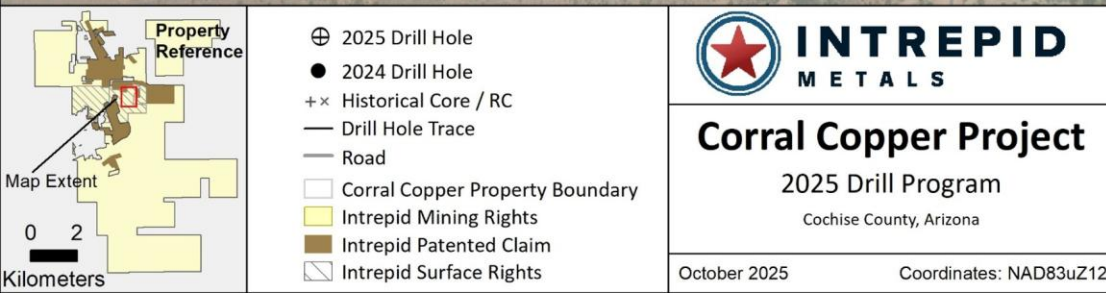 Property
Reference
Map Extent
0 2
Kilometers
2025 Drill Hole
2024 Drill Hole
Historical Core / RC
Drill Hole Trace
Road
Corral Copper Property Boundary
Intrepid Mining Rights
Intrepid Patented Claim
Intrepid Surface Rights
INTREPID
METALS
Corral Copper Project
2025 Drill Program
Cochise County, Arizona
October 2025 Coordinates: NAD83uZ12